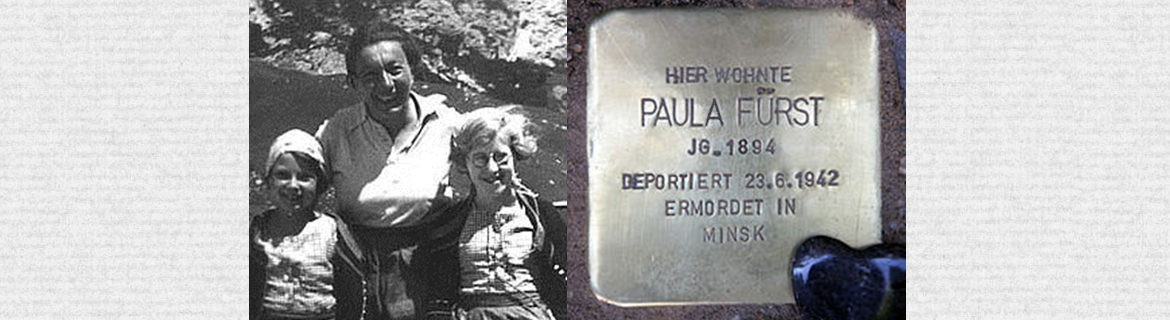 HIER WOHNTE
PAULA FÜRST
JG. 1894
DEPORTIERT 23.6.1942
ERMORDET IN
MINSK